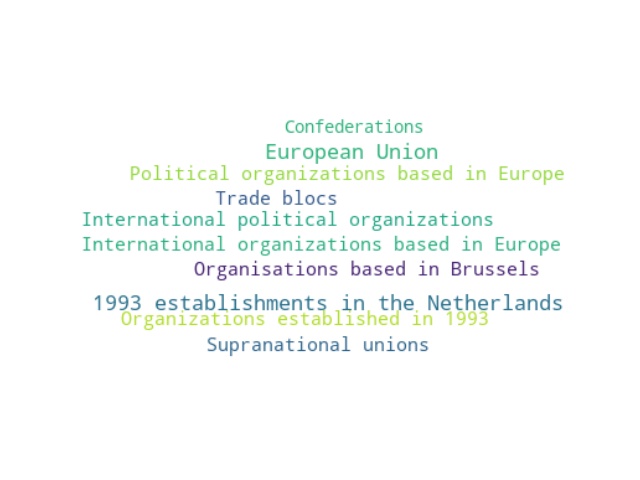 Confederations
European Union
Political organizations based in Europe
Trade blocs
International political organizations
International organizations based in Europe
Organisations based in Brussels
1993 establishments in the Netherlands
Organizations established in 1993
Supranational unions